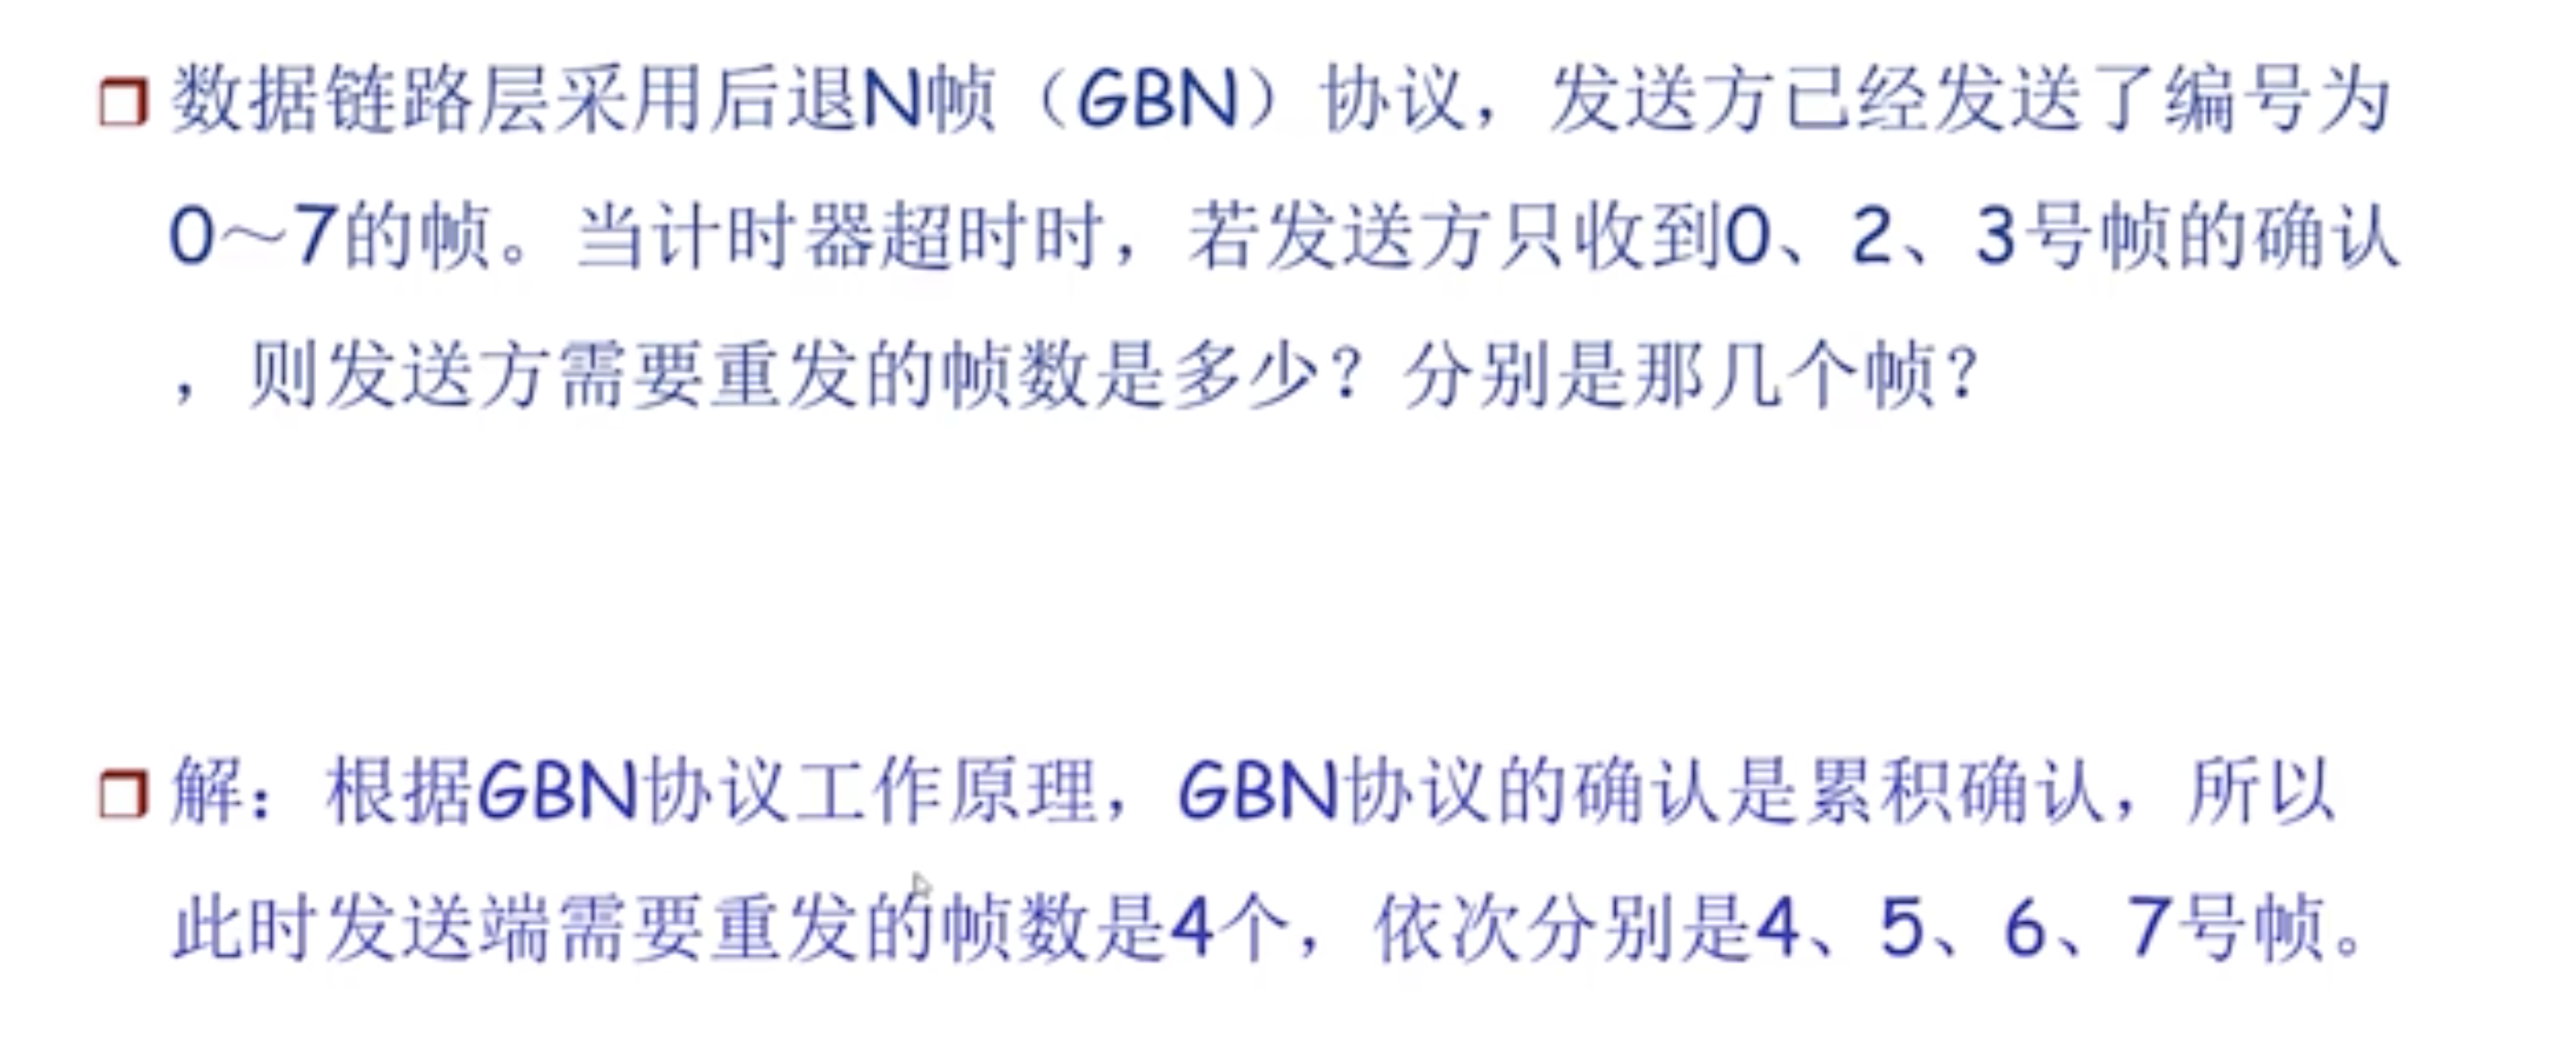 数据链路层采用后退N帧（GBN）协议，发送方已经发送了编号为
0～7的帧。当计时器超时时，若发送方只收到0、2、3号帧的确认
，则发送方需要重发的帧数是多少？分别是那几个帧？
解：根据GBN协议工作原理，GBN协议的确认是累积确认，所以
此时发送端需要重发的帧数是4个，依次分别是4、5、6、7号帧。